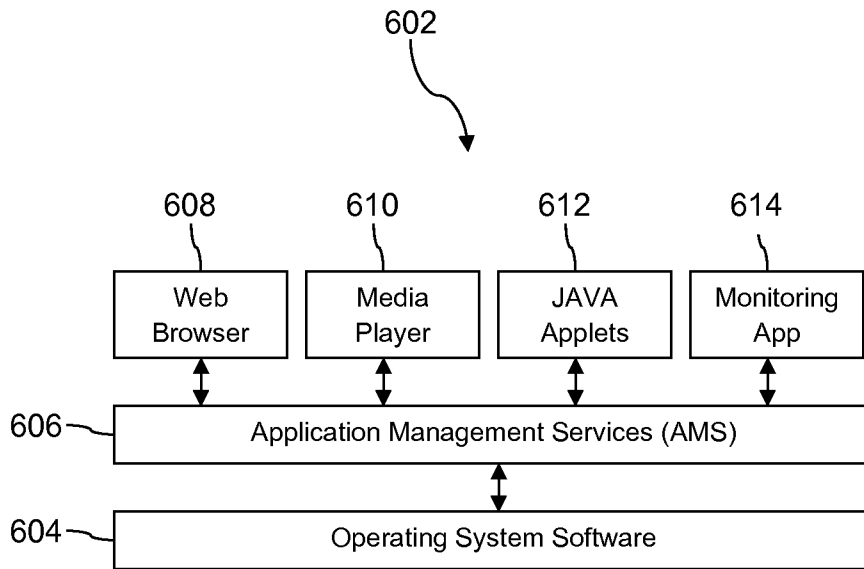 602
608
610
612
614
Web
Browser
Media
Player
JAVA
Applets
Monitoring
App
606
Application Management Services (AMS)
604
Operating System Software